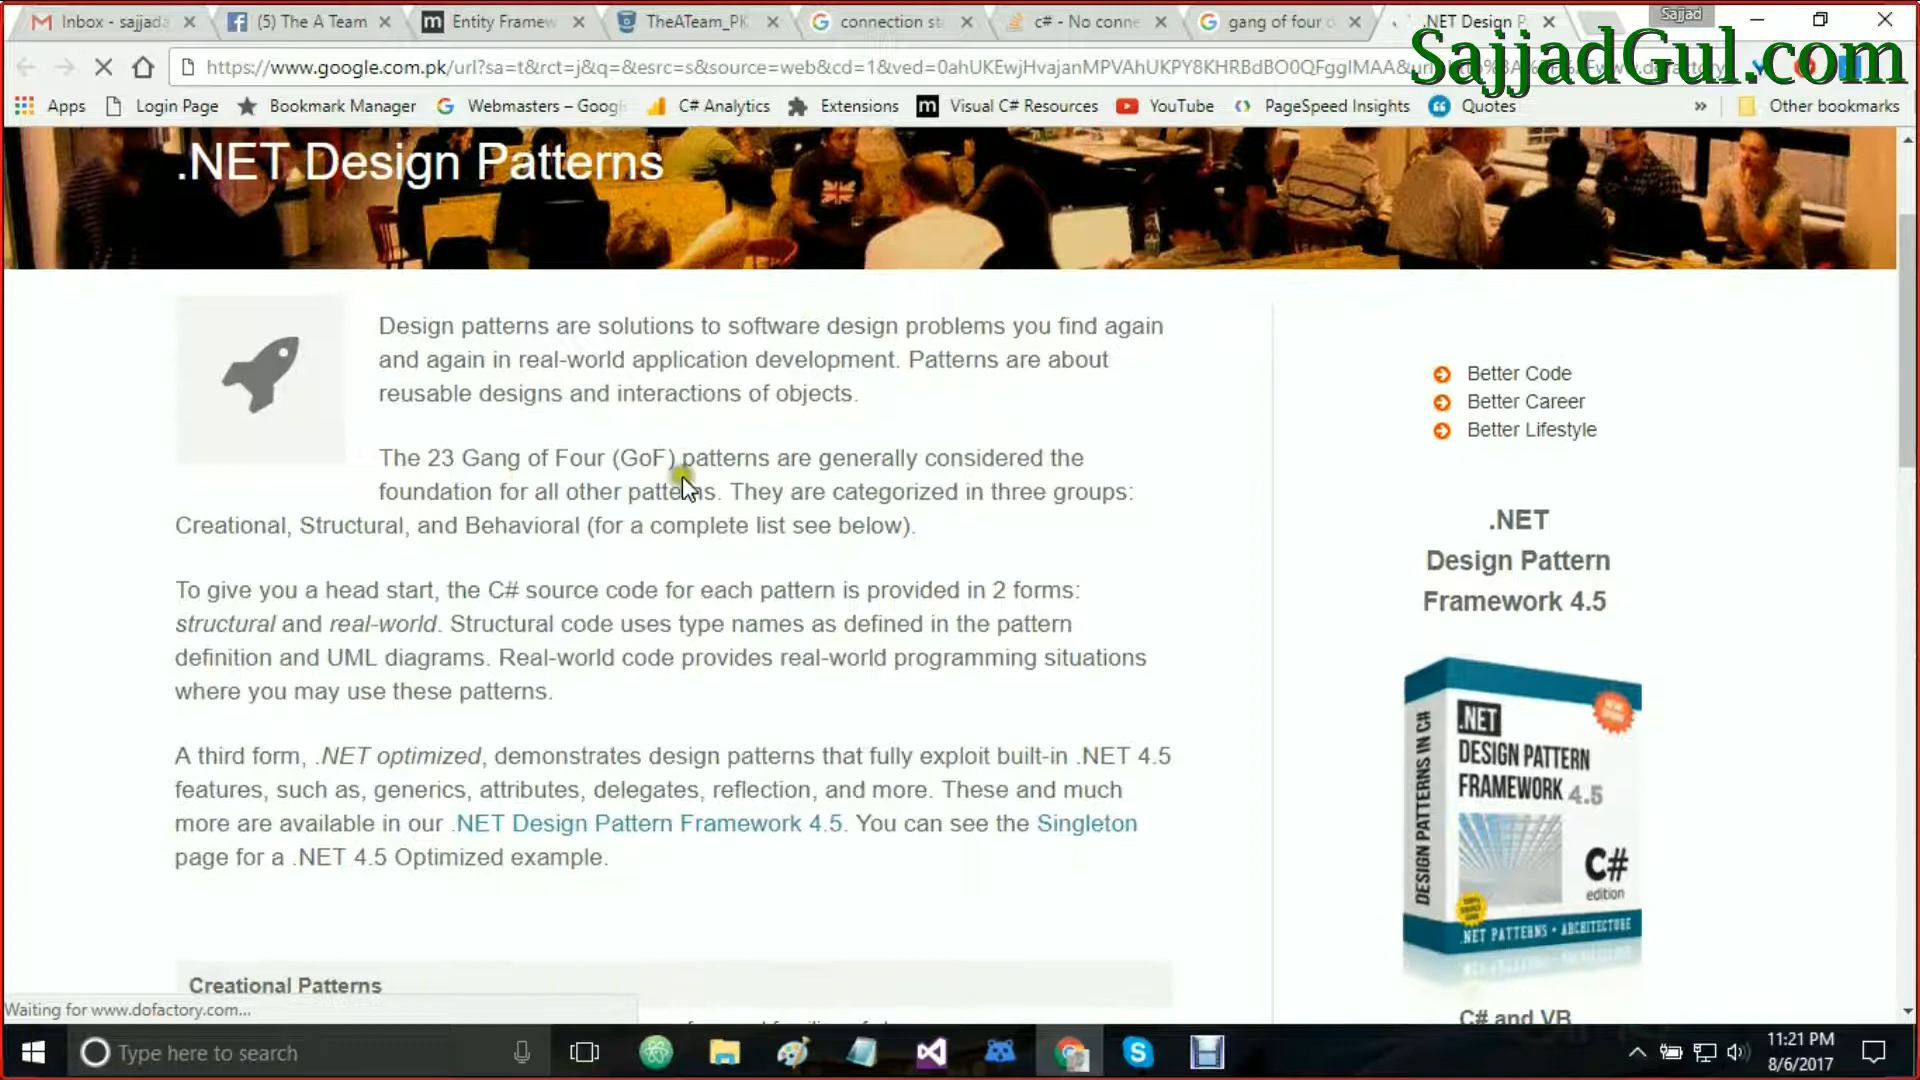 Inbox - sajjada
(5) The A Team
Entity Framew
TheATeam_PK
connection st
c# - No conne
gang of four d
.NET Design P
Sajjad
SajjadGul.com
https://www.google.com.pk/url?sa=t&rct=j&q=&esrc=s&source=web&cd=1&ved=0ahUKEwjHvajanMPVAhUKPY8KHRBdBO0QFggIMAA&
Apps
Login Page
Bookmark Manager
Webmasters – Googl
C# Analytics
Extensions
Visual C# Resources
YouTube
PageSpeed Insights
Quotes
»
Other bookmarks
.NET Design Patterns
Design patterns are solutions to software design problems you find again
and again in real-world application development. Patterns are about
reusable designs and interactions of objects.
The 23 Gang of Four (GoF) patterns are generally considered the
foundation for all other patterns. They are categorized in three groups:
Creational, Structural, and Behavioral (for a complete list see below).
To give you a head start, the C# source code for each pattern is provided in 2 forms:
structural and real-world. Structural code uses type names as defined in the pattern
definition and UML diagrams. Real-world code provides real-world programming situations
where you may use these patterns.
A third form, .NET optimized, demonstrates design patterns that fully exploit built-in .NET 4.5
features, such as, generics, attributes, delegates, reflection, and more. These and much
more are available in our .NET Design Pattern Framework 4.5. You can see the Singleton
page for a .NET 4.5 Optimized example.
Creational Patterns
Better Code
Better Career
Better Lifestyle
.NET
Design Pattern
Framework 4.5
DESIGN PATTERNS IN C#
.NET
DESIGN PATTERN
FRAMEWORK 4.5
C#
edition
.NET PATTERNS • ARCHITECTURE
C# and VB
Waiting for www.dofactory.com...
Type here to search
11:21 PM
8/6/2017